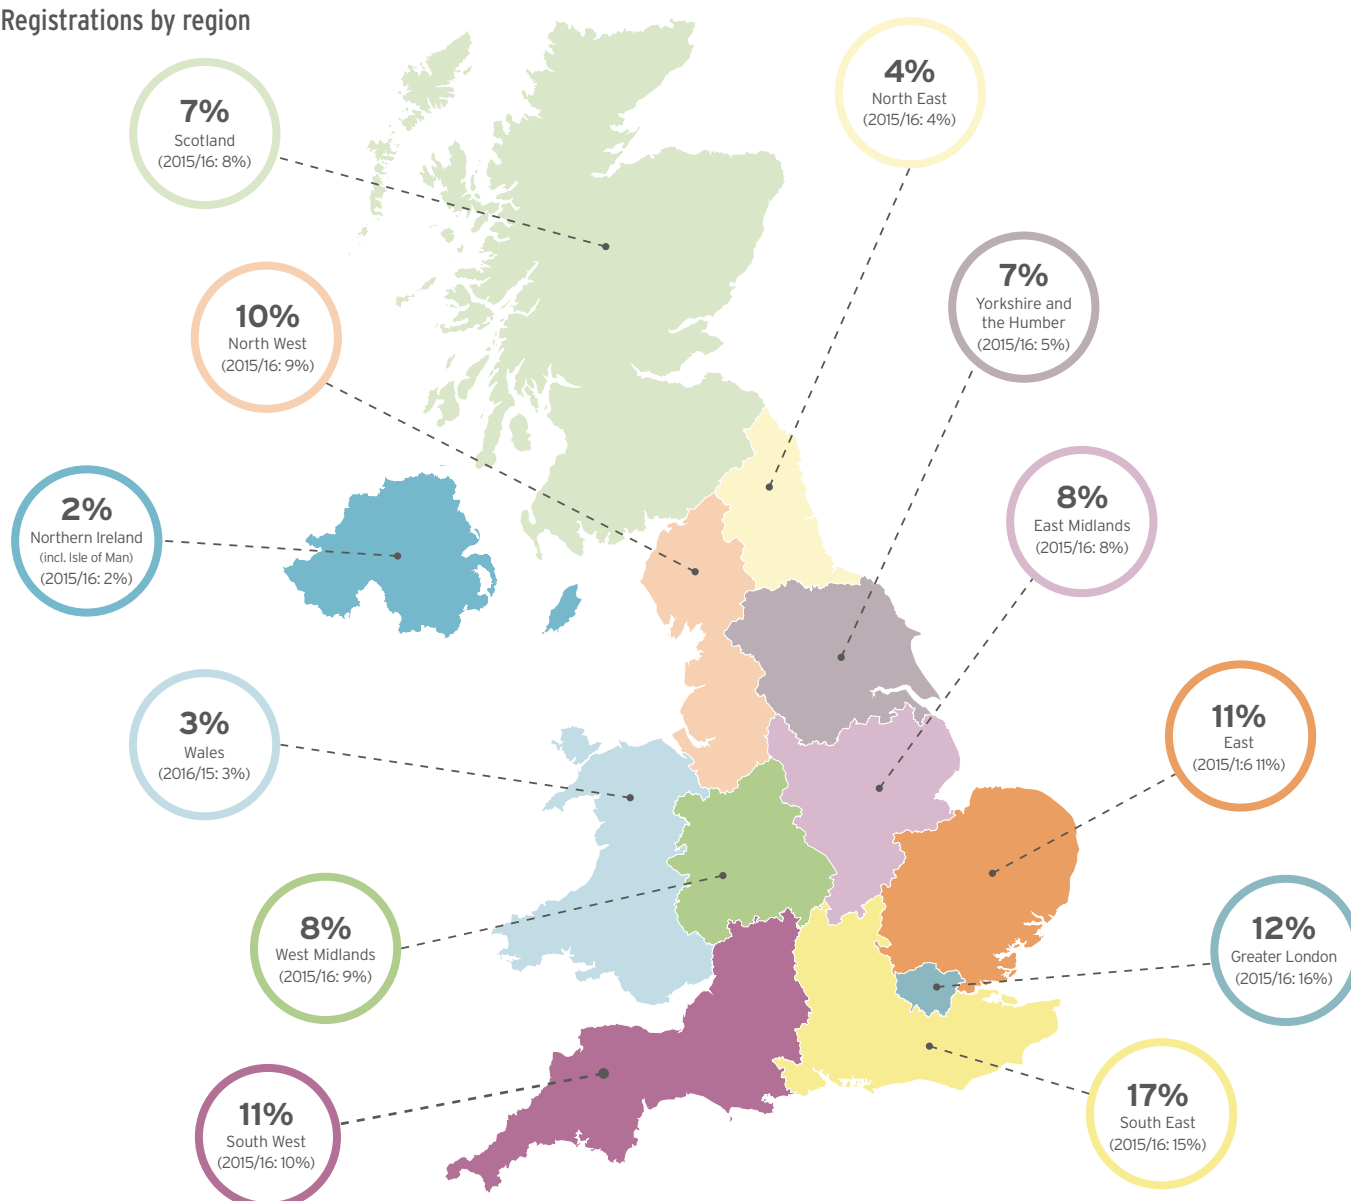 Registrations by region
7%
Scotland
(2015/16: 8%)
4%
North East
(2015/16: 4%)
10%
North West
(2015/16: 9%)
7%
Yorkshire and
the Humber
(2015/16: 5%)
2%
Northern Ireland
(incl. Isle of Man)
(2015/16: 2%)
8%
East Midlands
(2015/16: 8%)
3%
Wales
(2016/15: 3%)
11%
East
(2015/1:6 11%)
8%
West Midlands
(2015/16: 9%)
12%
Greater London
(2015/16: 16%)
11%
South West
(2015/16: 10%)
17%
South East
(2015/16: 15%)